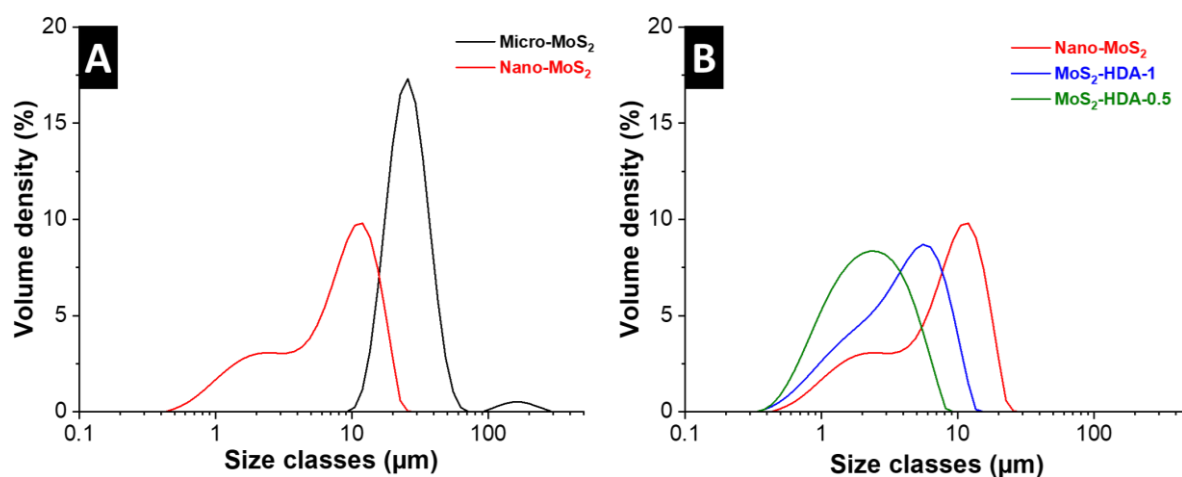 A
Micro-MoS₂
Nano-MoS₂
Volume density (%)
20
15
10
5
0
0.1
1
10
100
Size classes (µm)
B
Nano-MoS₂
MoS₂-HDA-1
MoS₂-HDA-0.5
Volume density (%)
20
15
10
5
0
0.1
1
10
100
Size classes (µm)